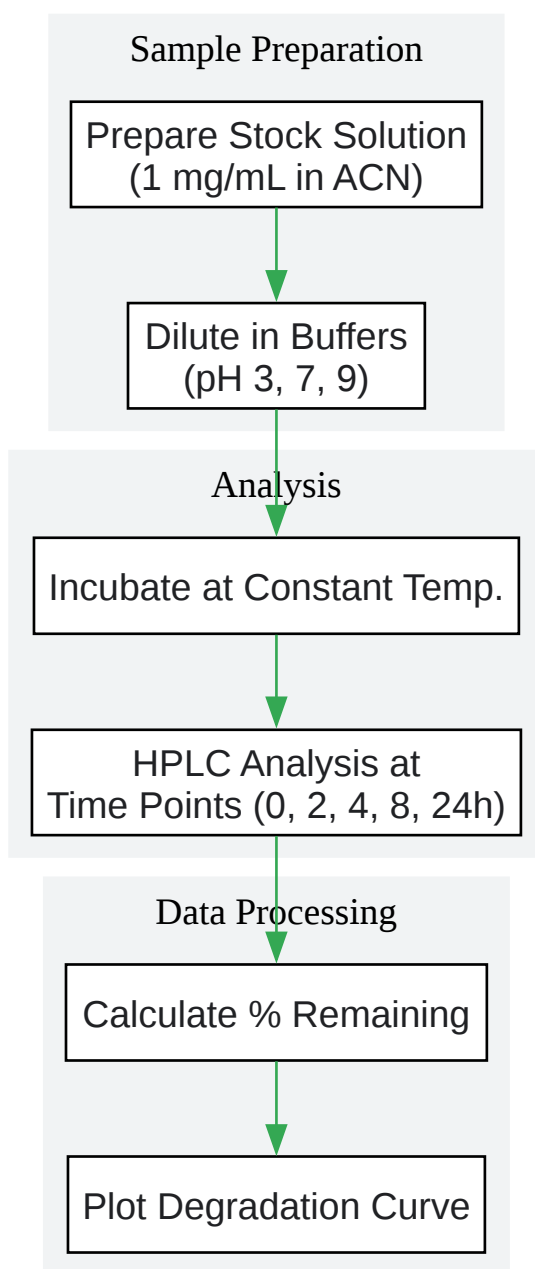 Sample Preparation
Prepare Stock Solution
(1 mg/mL in ACN)
Dilute in Buffers
(pH 3, 7, 9)
Analysis
Incubate at Constant Temp.
HPLC Analysis at
Time Points (0, 2, 4, 8, 24h)
Data Processing
Calculate % Remaining
Plot Degradation Curve